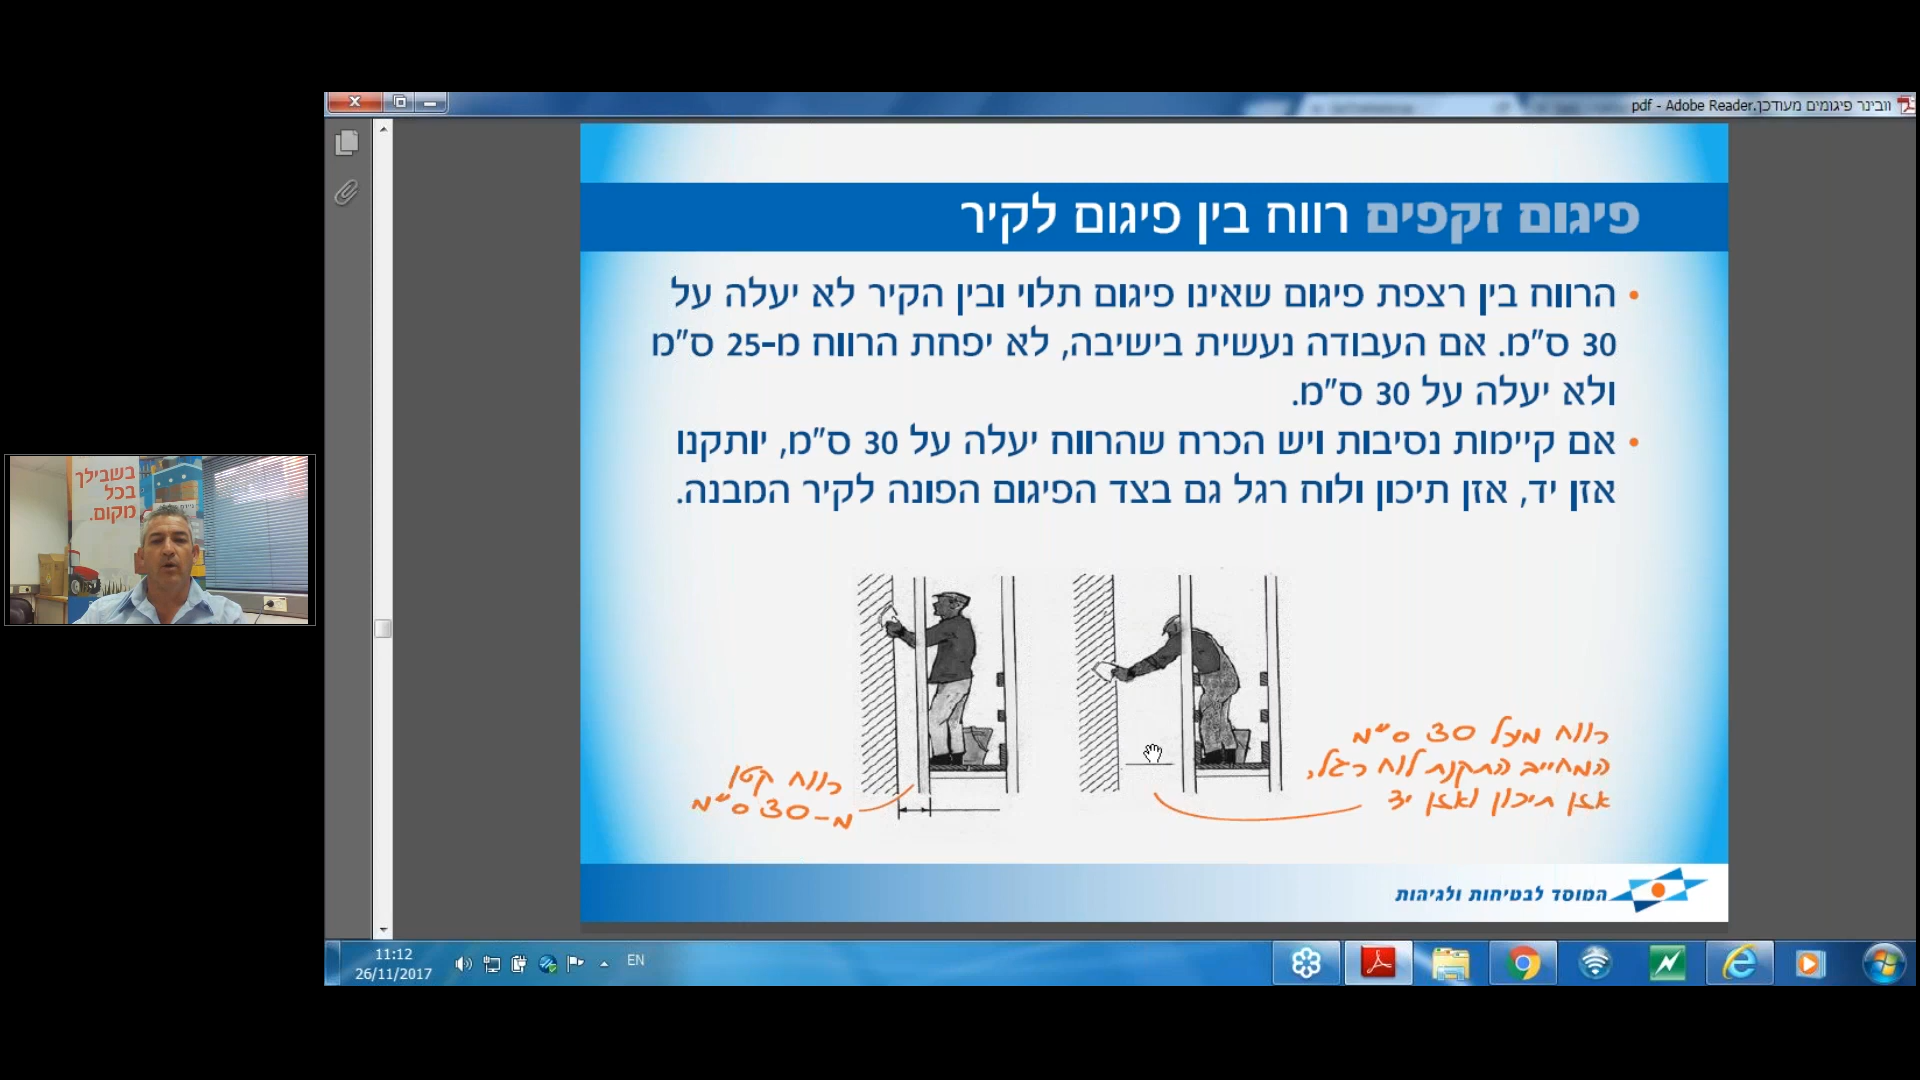 וובינר פיגומים מעודכן.pdf - Adobe Reader
פיגום זקפים רווח בין פיגום לקיר
• הרווח בין רצפת פיגום שאינו פיגום תלוי ובין הקיר לא יעלה על
30 ס"מ. אם העבודה נעשית בישיבה, לא יפחת הרווח מ-25 ס"מ
ולא יעלה על 30 ס"מ.
• אם קיימות נסיבות ויש הכרח שהרווח יעלה על 30 ס"מ, יותקנו
אזן יד, אזן תיכון ולוח רגל גם בצד הפיגום הפונה לקיר המבנה.
רווח מעל 30 ס"מ
המחייב התקנת לוח רגל,
אזן תיכון ואזן יד
רווח קטן
מ-30 ס"מ
המוסד לבטיחות ולגיהות
בשבילך
בכל
מקום.
11:12
26/11/2017
EN